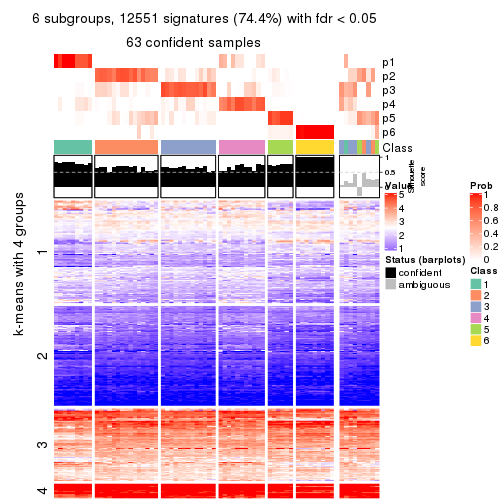 6 subgroups, 12551 signatures (74.4%) with fdr < 0.05
63 confident samples
p1
p2
p3
p4
p5
p6
Class
1
0.5
0
Silhouette
score
k-means with 4 groups
1
2
3
4
Value
5
4
3
2
1
Status (barplots)
confident
ambiguous
Prob
1
0.8
0.6
0.4
0.2
0
Class
1
2
3
4
5
6